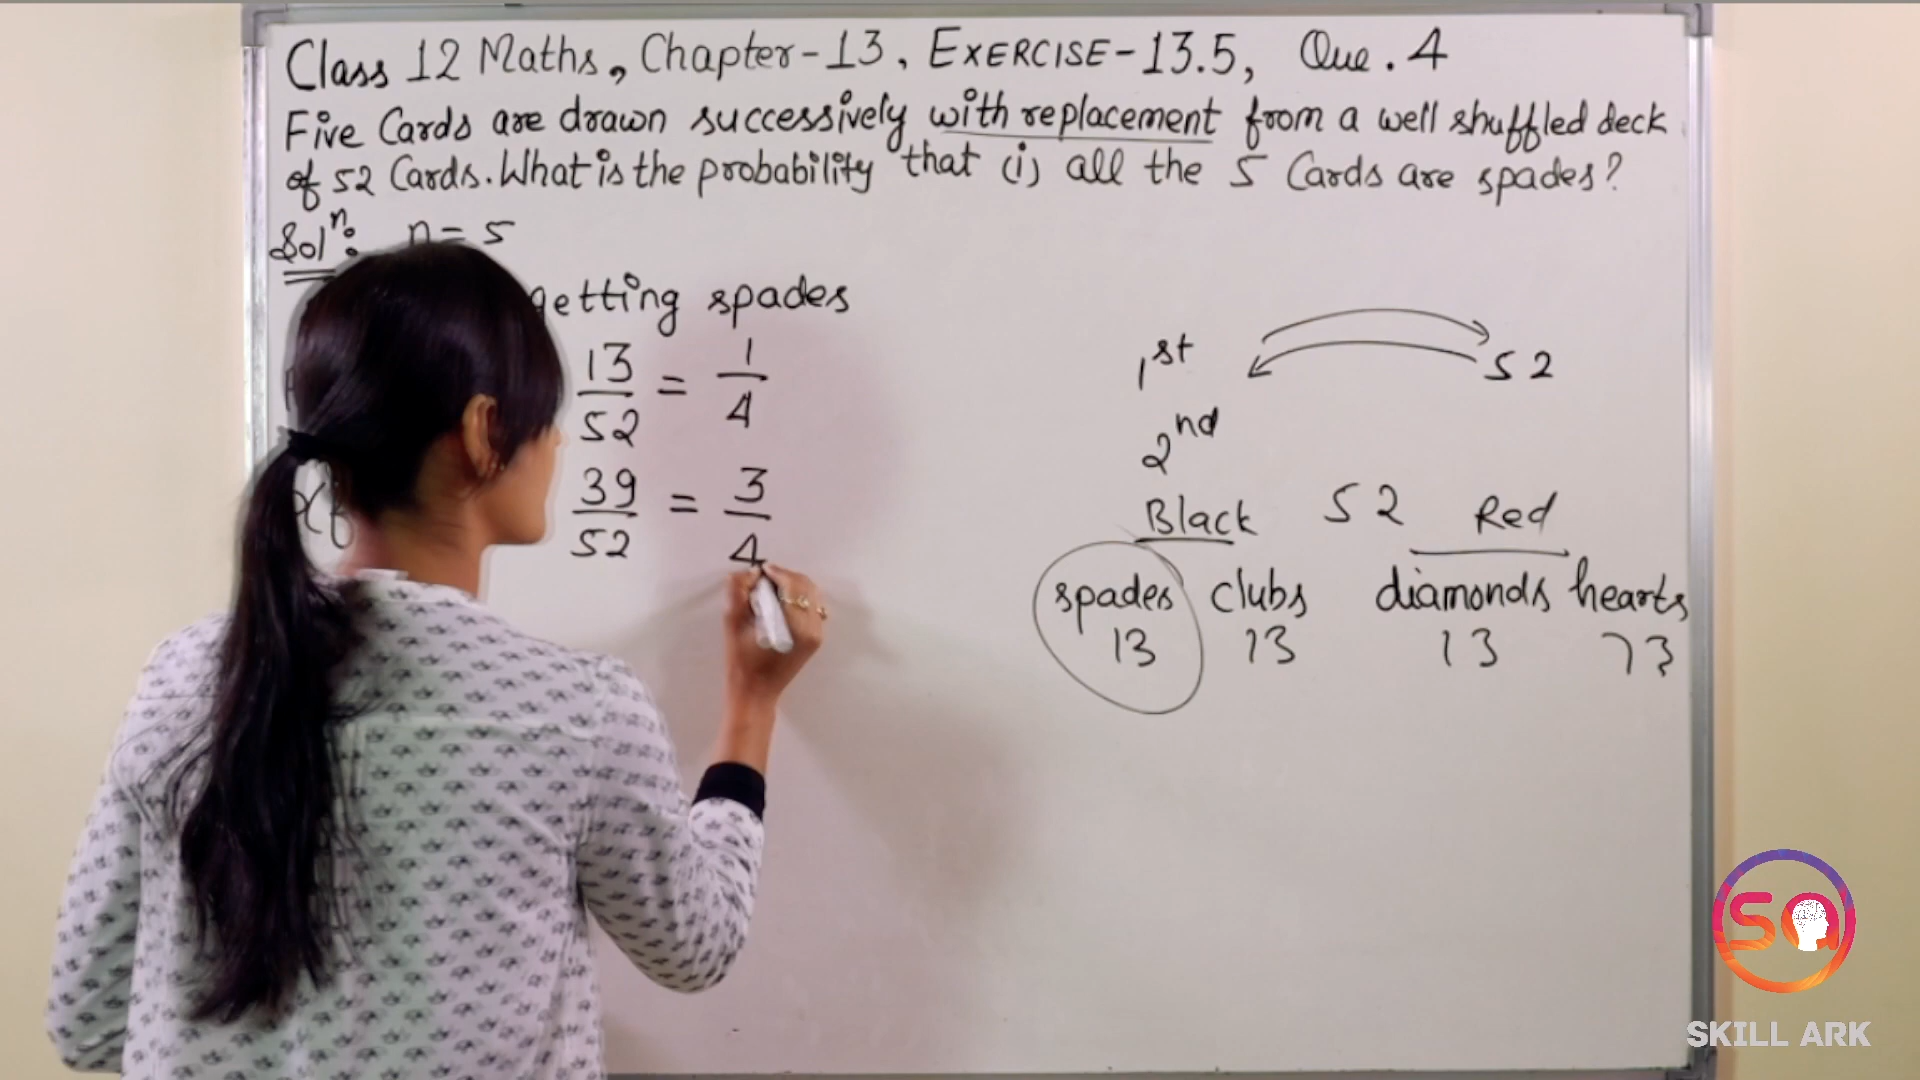 Class 12 Maths, Chapter-13, EXERCISE-13.5, Que. 4
Five Cards are drawn successively with replacement from a well shuffled deck
of 52 Cards. What is the probability that (i) all the 5 Cards are spades?
Solⁿ: n = 5
getting spades
13/52 = 1/4
39/52 = 3/4
1st 52
2nd
Black 52 Red
spades clubs diamonds hearts
13 13 13 13
SA
SKILL ARK